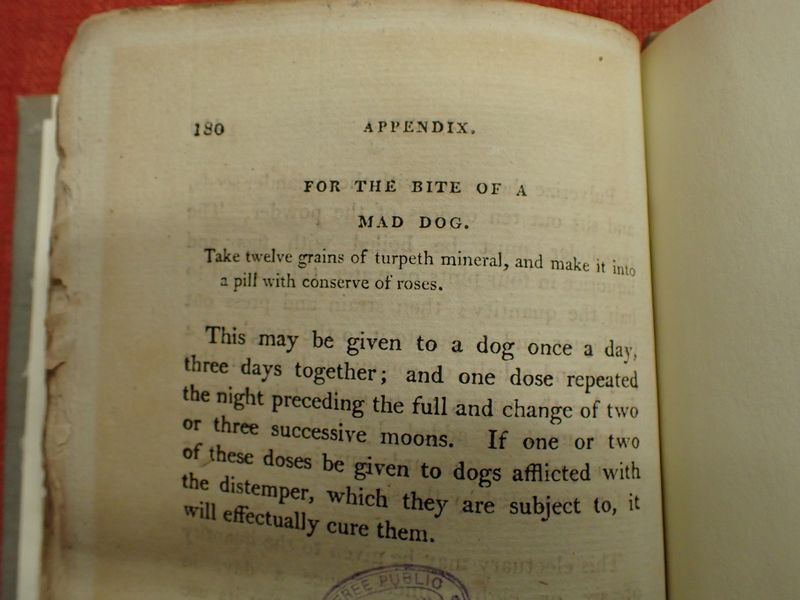 180 APPENDIX.
FOR THE BITE OF A
MAD DOG.
Take twelve grains of turpeth mineral, and make it into
a pill with conserve of roses.
This may be given to a dog once a day,
three days together; and one dose repeated
the night preceding the full and change of two
or three successive moons. If one or two
of these doses be given to dogs afflicted with
the distemper, which they are subject to, it
will effectually cure them.
FREE PUBLIC